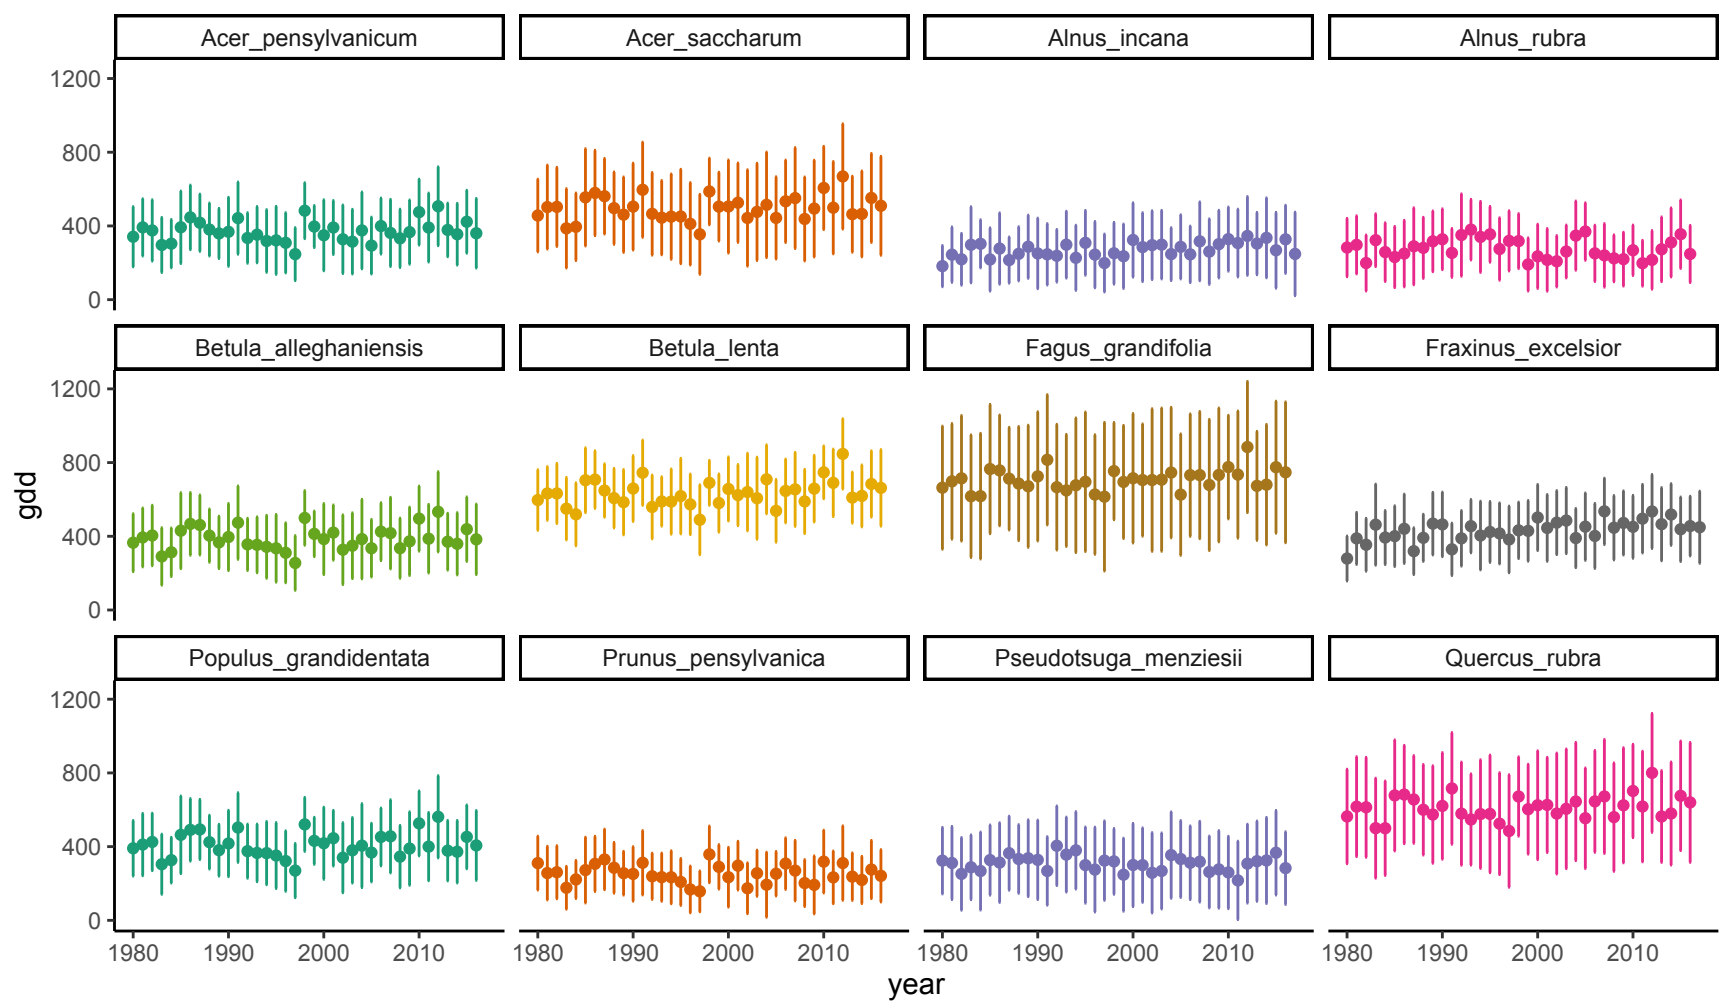 Acer_pensylvanicum Acer_saccharum Alnus_incana Alnus_rubra
1200
800
400
0
Betula_alleghaniensis Betula_lenta Fagus_grandifolia Fraxinus_excelsior
1200
800
400
0
gdd
Populus_grandidentata Prunus_pensylvanica Pseudotsuga_menziesii Quercus_rubra
1200
800
400
0
1980 1990 2000 2010 1980 1990 2000 2010 1980 1990 2000 2010 1980 1990 2000 2010
year